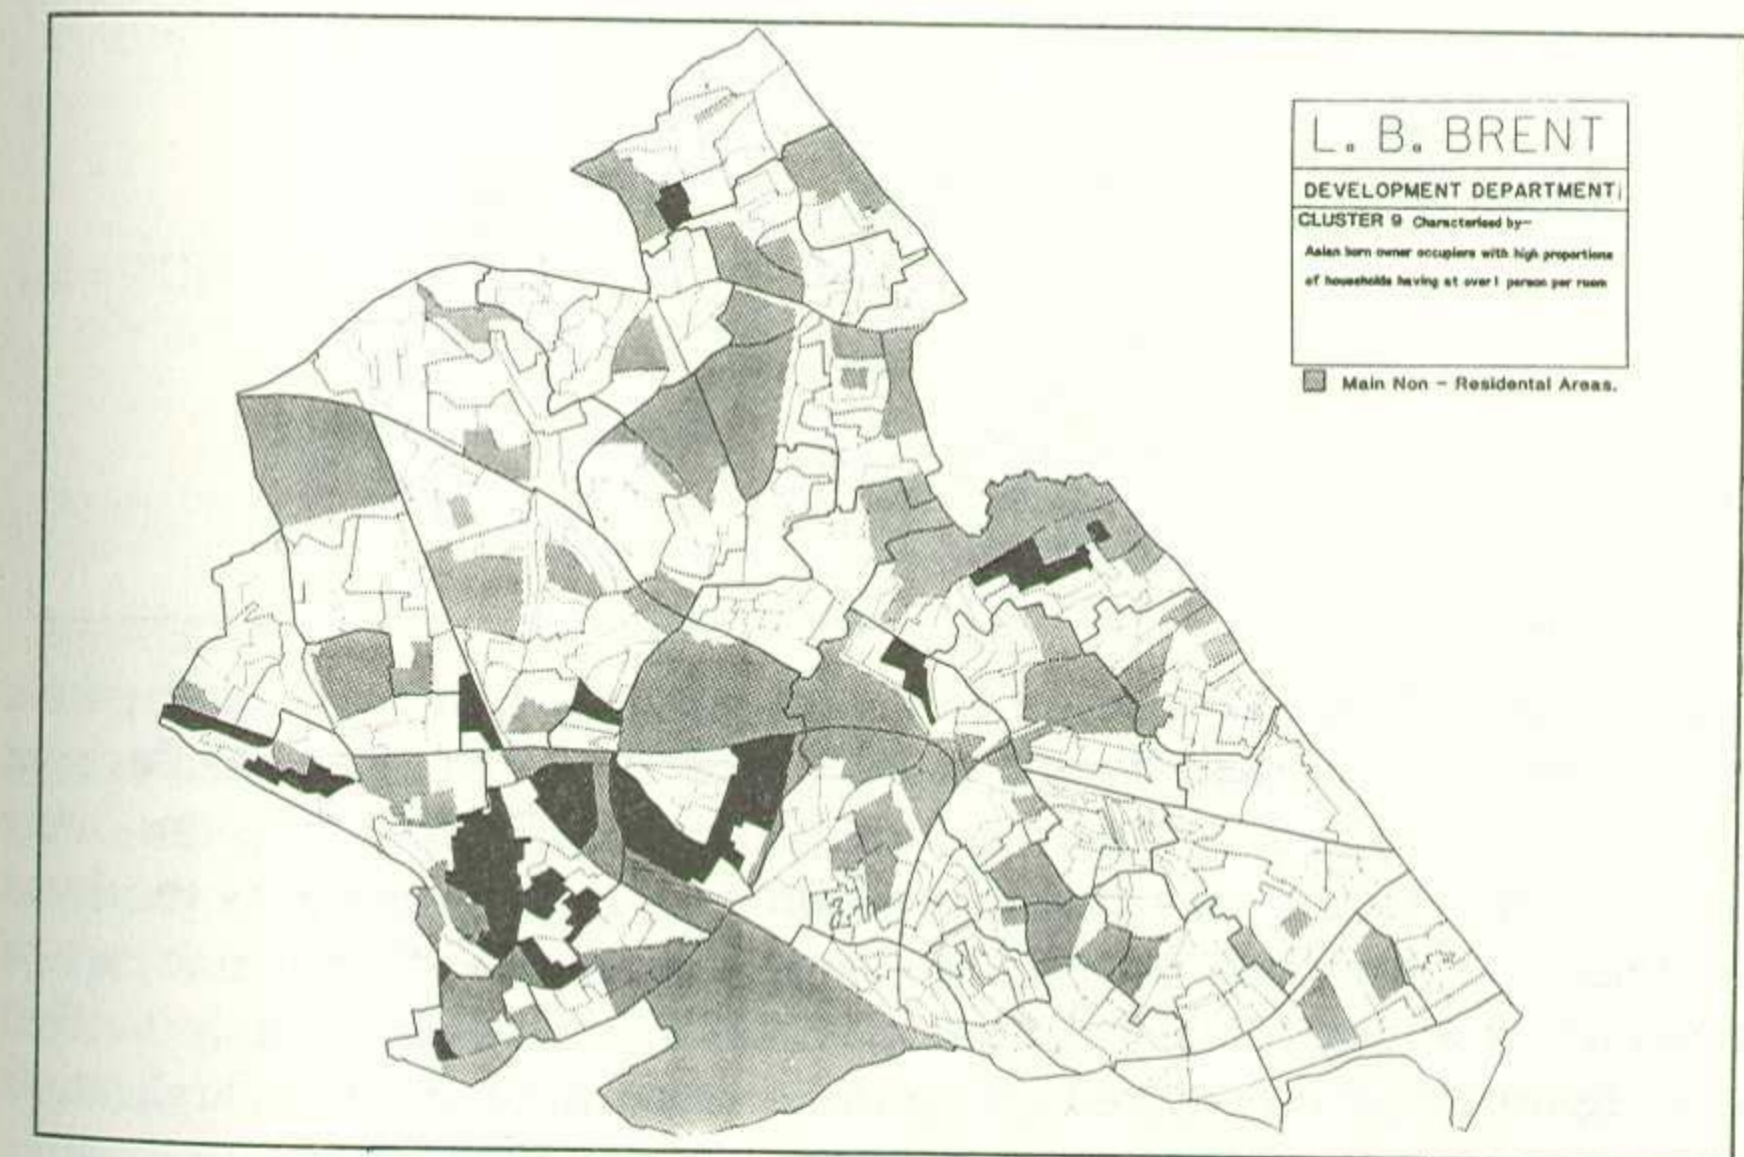 L. B. BRENT
DEVELOPMENT DEPARTMENT
CLUSTER 9 Characterised by—
Asian born owner occupiers with high proportions
of households having at over 1 person per room
Main Non - Residental Areas.